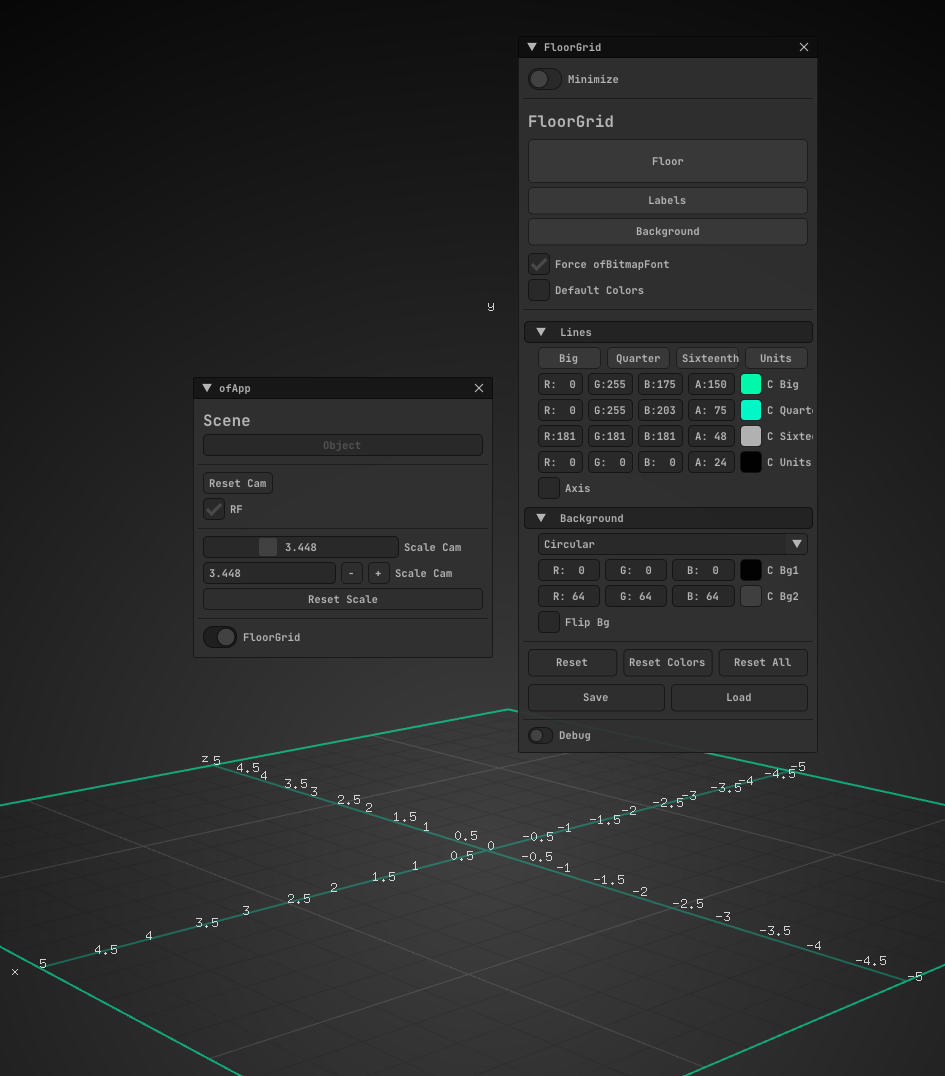 FloorGrid
Minimize
FloorGrid
Floor
Labels
Background
Force ofBitmapFont
Default Colors
Lines
Big Quarter Sixteenth Units
R: 0 G:255 B:175 A:150 C Big
R: 0 G:255 B:203 A: 75 C Quart
R:181 G:181 B:181 A: 48 C Sixte
R: 0 G: 0 B: 0 A: 24 C Units
Axis
Background
Circular
R: 0 G: 0 B: 0 C Bg1
R: 64 G: 64 B: 64 C Bg2
Flip Bg
Reset Reset Colors Reset All
Save Load
Debug
y
ofApp
Scene
Object
Reset Cam
RF
3.448 Scale Cam
3.448 - + Scale Cam
Reset Scale
FloorGrid
z 5 4.5 4 3.5 3 2.5 2 1.5 1 0.5 0 -0.5 -1 -1.5 -2 -2.5 -3 -3.5 -4 -4.5 -5
x 5 4.5 4 3.5 3 2.5 2 1.5 1 0.5 -0.5 -1 -1.5 -2 -2.5 -3 -3.5 -4 -4.5 -5